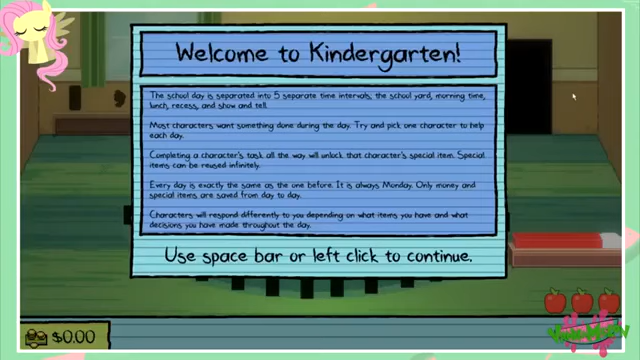 Welcome to Kindergarten!
The school day is separated into 5 separate time intervals; the school yard, morning time,
lunch, recess, and show and tell.
Most characters want something done during the day. Try and pick one character to help
each day.
Completing a character's task all the way will unlock that character's special item. Special
items can be reused infinitely.
Every day is exactly the same as the one before. It is always Monday. Only money and
special items are saved from day to day.
Characters will respond differently to you depending on what items you have and what
decisions you have made throughout the day.
Use space bar or left click to continue.
$0.00